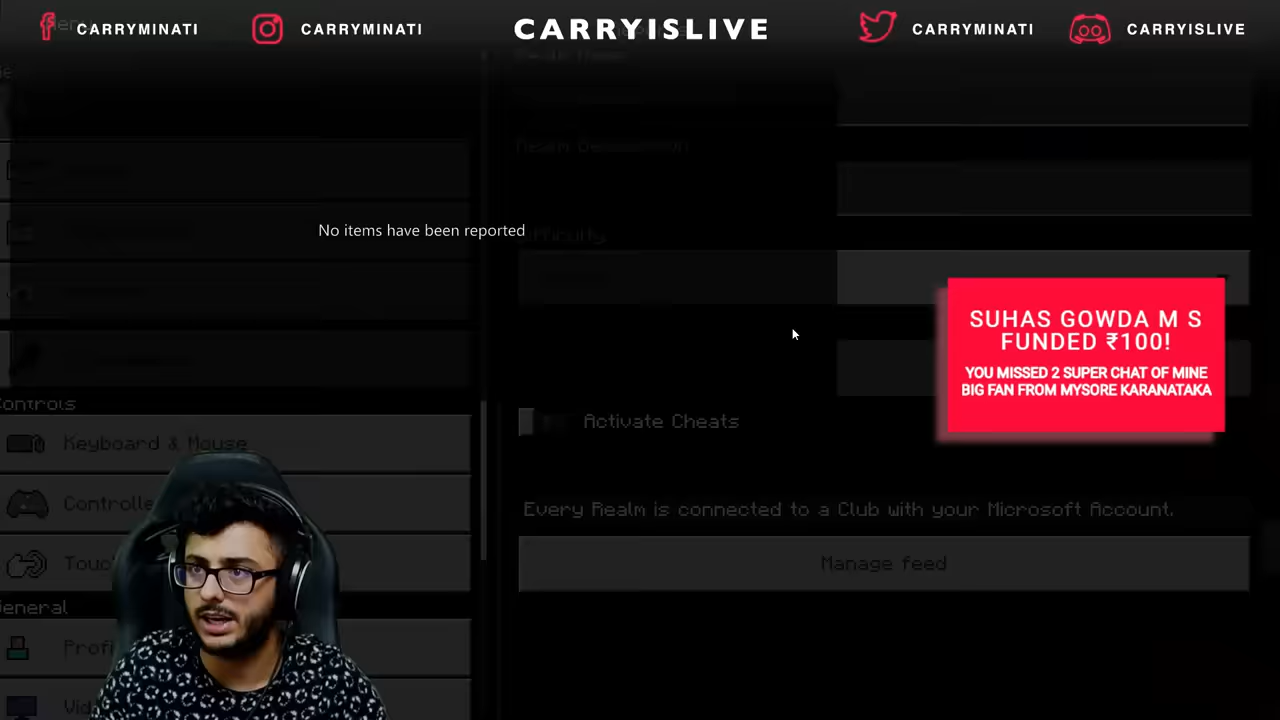 CARRYMINATI
CARRYMINATI
CARRYISLIVE
CARRYMINATI
CARRYISLIVE
No items have been reported
Difficulty
SUHAS GOWDA M S
FUNDED ₹100!
YOU MISSED 2 SUPER CHAT OF MINE
BIG FAN FROM MYSORE KARANATAKA
Controls
Activate Cheats
Keyboard & Mouse
Every Realm is connected to a Club with your Microsoft Account.
Manage feed
General